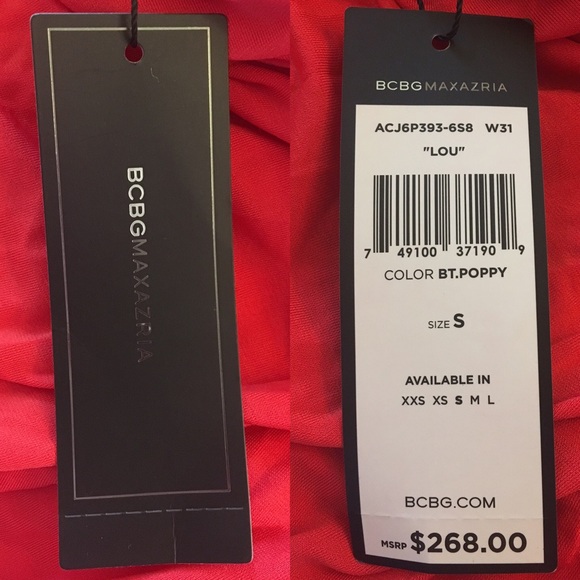 BCBGMAXAZRIA
BCBGMAXAZRIA
ACJ6P393-6S8 W31
"LOU"
7 49100 37190 9
COLOR BT.POPPY
SIZE S
AVAILABLE IN
XXS XS S M L
BCBG.COM
MSRP $268.00